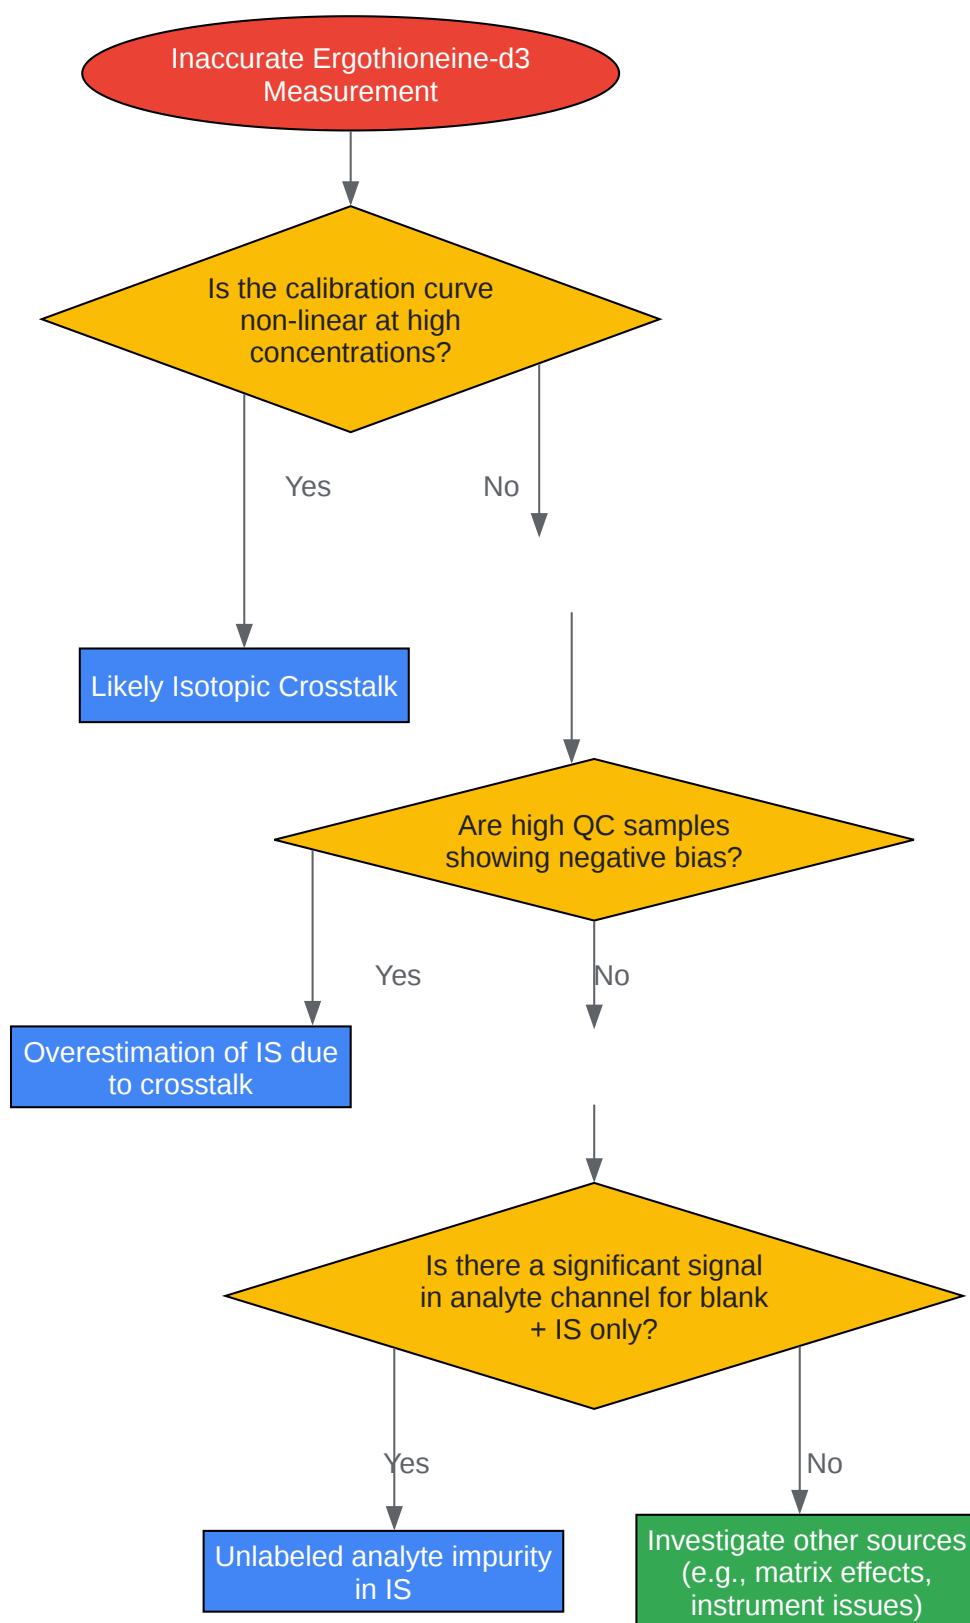 Inaccurate Ergothioneine-d3
Measurement
Is the calibration curve
non-linear at high
concentrations?
Yes
No
Likely Isotopic Crosstalk
Are high QC samples
showing negative bias?
Yes
No
Overestimation of IS due
to crosstalk
Is there a significant signal
in analyte channel for blank
+ IS only?
Yes
No
Unlabeled analyte impurity
in IS
Investigate other sources
(e.g., matrix effects,
instrument issues)